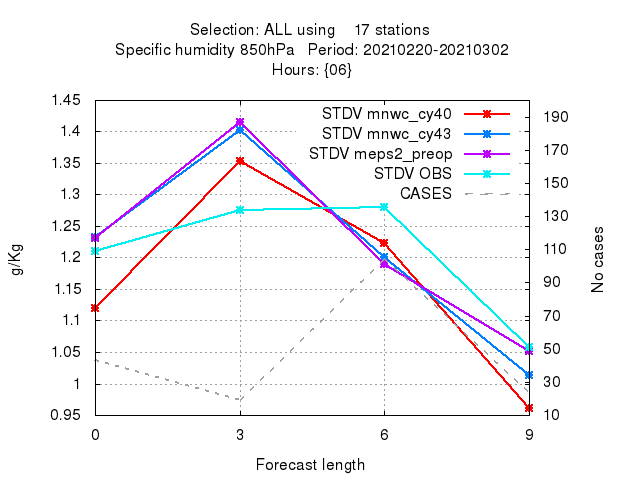 Selection: ALL using    17 stations
Specific humidity 850hPa   Period: 20210220-20210302
Hours: {06}
STDV mnwc_cy40
STDV mnwc_cy43
STDV meps2_preop
STDV OBS
CASES
g/Kg
1.45
1.4
1.35
1.3
1.25
1.2
1.15
1.1
1.05
1
0.95
190
170
150
130
110
90
70
50
30
10
No cases
0 3 6 9
Forecast length